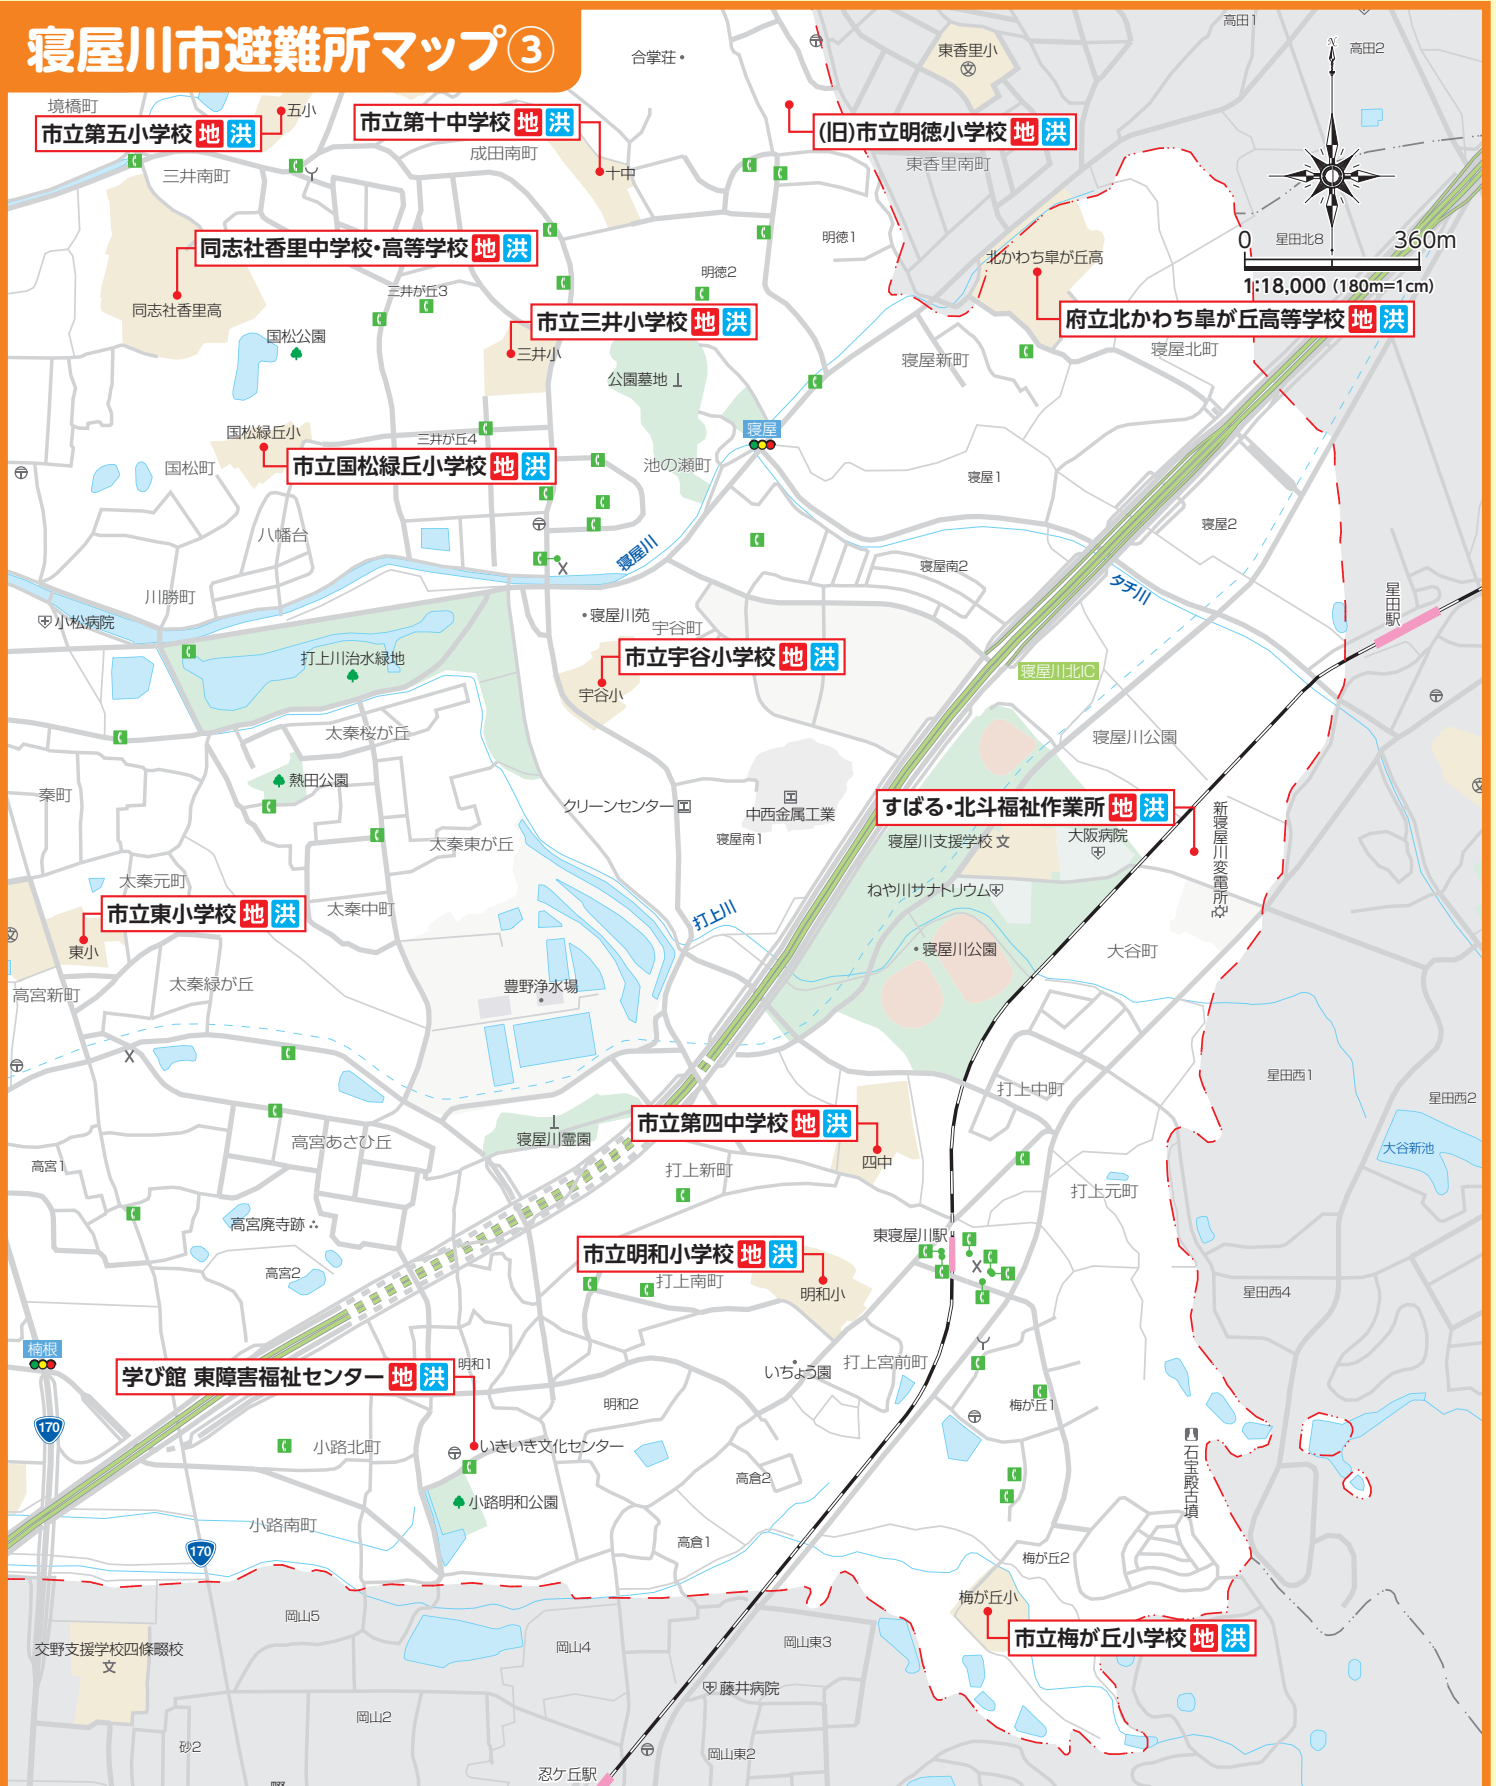 寝屋川市避難所マップ③
合掌荘
東香里小
高田1
高田2
N
境橋町
五小
市立第五小学校 地 洪
市立第十中学校 地 洪
(旧)市立明徳小学校 地 洪
成田南町
東香里南町
三井南町
十中
明徳1
星田北8
0 360m
1:18,000 (180m=1cm)
同志社香里中学校・高等学校 地 洪
北かわち皐が丘高
明徳2
三井が丘3
同志社香里高
市立三井小学校 地 洪
府立北かわち皐が丘高等学校 地 洪
国松公園
三井小
寝屋新町
寝屋北町
公園墓地
国松緑丘小
寝屋
三井が丘4
市立国松緑丘小学校 地 洪
国松町
池の瀬町
寝屋1
八幡台
寝屋2
寝屋川
寝屋南2
タチ川
川勝町
星田駅
小松病院
寝屋川苑
宇谷町
打上川治水緑地
市立宇谷小学校 地 洪
寝屋川北IC
宇谷小
太秦桜が丘
寝屋川公園
熱田公園
秦町
クリーンセンター
中西金属工業
すばる・北斗福祉作業所 地 洪
新寝屋川変電所
太秦東が丘
寝屋南1
寝屋川支援学校
大阪病院
太秦元町
ねや川サナトリウム
市立東小学校 地 洪
太秦中町
打上川
東小
寝屋川公園
大谷町
高宮新町
太秦緑が丘
豊野浄水場
星田西1
打上中町
星田西2
市立第四中学校 地 洪
高宮あさひ丘
寝屋川霊園
大谷新池
四中
高宮1
打上新町
打上元町
高宮廃寺跡
東寝屋川駅
市立明和小学校 地 洪
高宮2
打上南町
明和小
星田西4
楠根
学び館 東障害福祉センター 地 洪
明和1
いちょう園
打上宮前町
明和2
梅が丘1
170
小路北町
いきいき文化センター
石宝殿古墳
高倉2
小路明和公園
小路南町
高倉1
170
梅が丘2
梅が丘小
岡山5
市立梅が丘小学校 地 洪
交野支援学校四條畷校
岡山4
岡山東3
藤井病院
岡山2
砂2
岡山東2
忍ケ丘駅